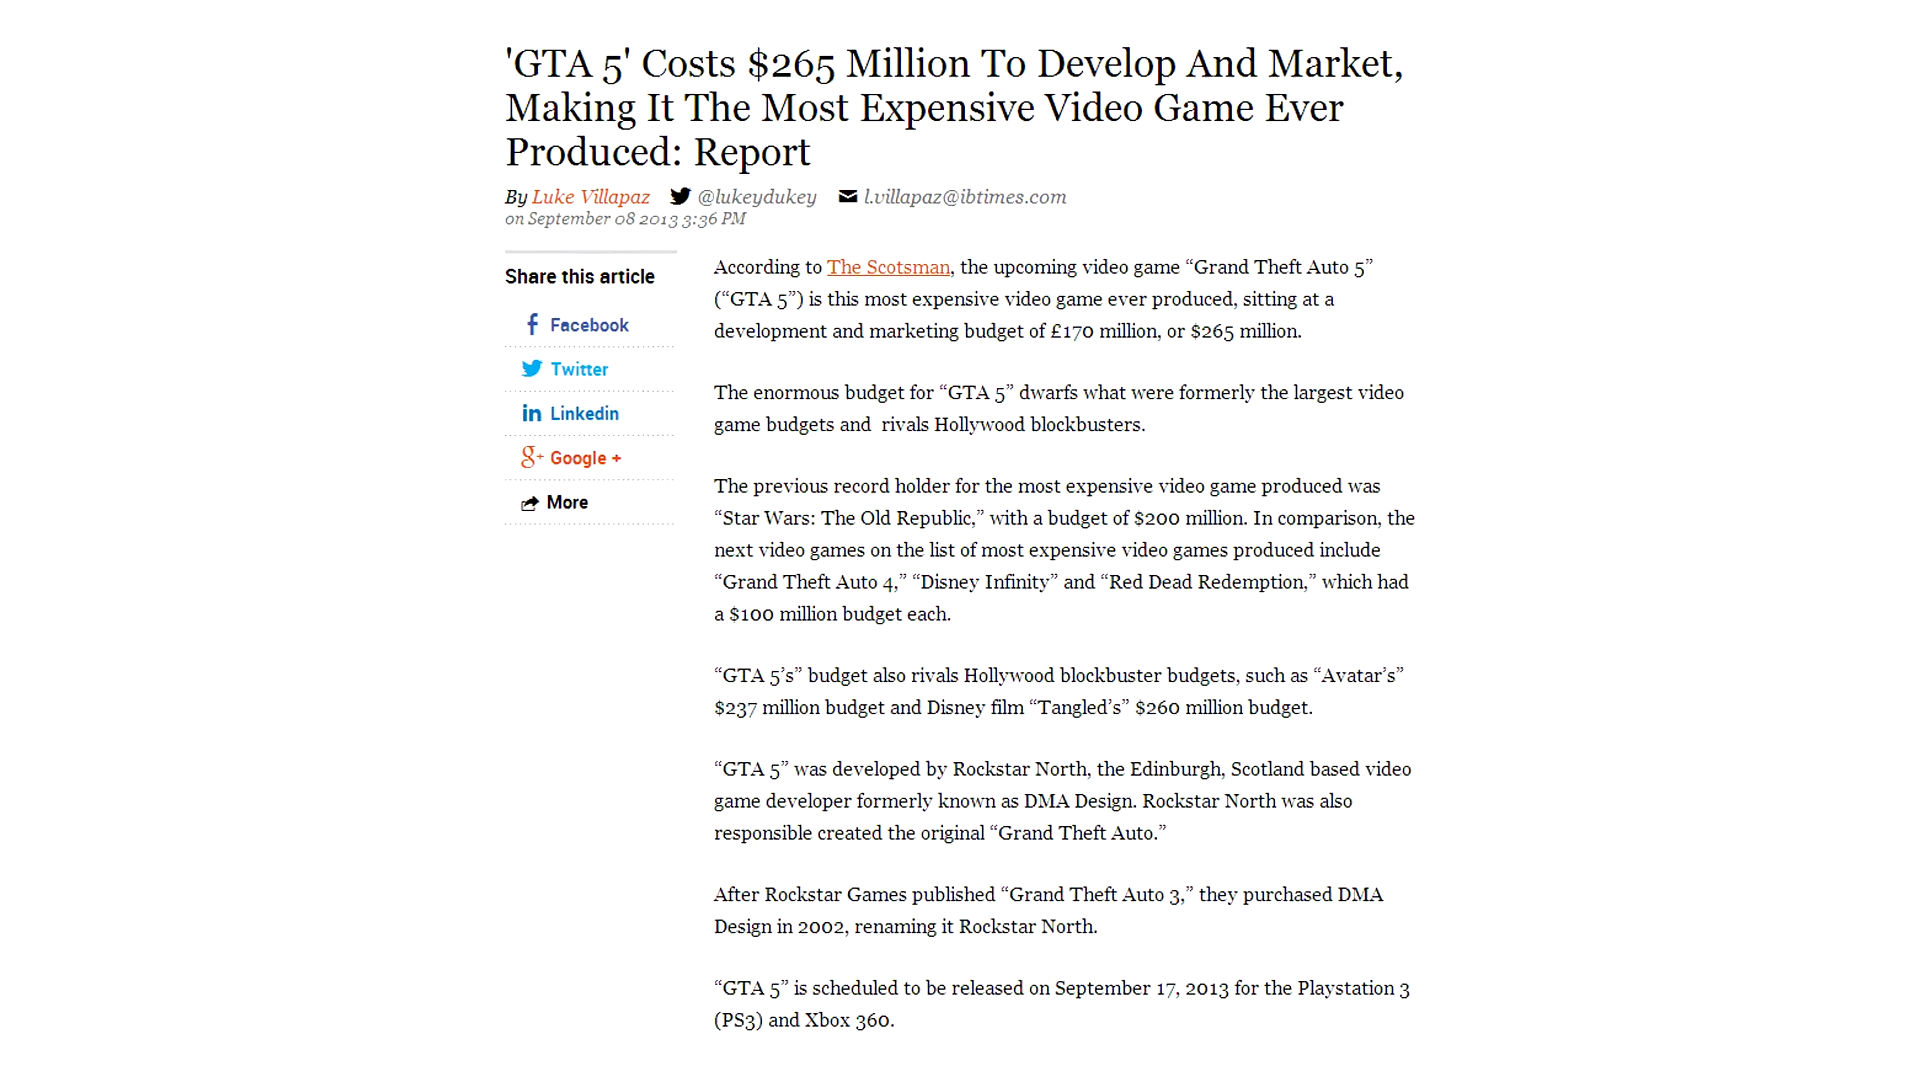 'GTA 5' Costs $265 Million To Develop And Market,
Making It The Most Expensive Video Game Ever
Produced: Report
By Luke Villapaz @lukeydukey l.villapaz@ibtimes.com
on September 08 2013 3:36 PM
Share this article
Facebook
Twitter
Linkedin
Google +
More
According to The Scotsman, the upcoming video game “Grand Theft Auto 5”
(“GTA 5”) is this most expensive video game ever produced, sitting at a
development and marketing budget of £170 million, or $265 million.
The enormous budget for “GTA 5” dwarfs what were formerly the largest video
game budgets and  rivals Hollywood blockbusters.
The previous record holder for the most expensive video game produced was
“Star Wars: The Old Republic,” with a budget of $200 million. In comparison, the
next video games on the list of most expensive video games produced include
“Grand Theft Auto 4,” “Disney Infinity” and “Red Dead Redemption,” which had
a $100 million budget each.
“GTA 5’s” budget also rivals Hollywood blockbuster budgets, such as “Avatar’s”
$237 million budget and Disney film “Tangled’s” $260 million budget.
“GTA 5” was developed by Rockstar North, the Edinburgh, Scotland based video
game developer formerly known as DMA Design. Rockstar North was also
responsible created the original “Grand Theft Auto.”
After Rockstar Games published “Grand Theft Auto 3,” they purchased DMA
Design in 2002, renaming it Rockstar North.
“GTA 5” is scheduled to be released on September 17, 2013 for the Playstation 3
(PS3) and Xbox 360.